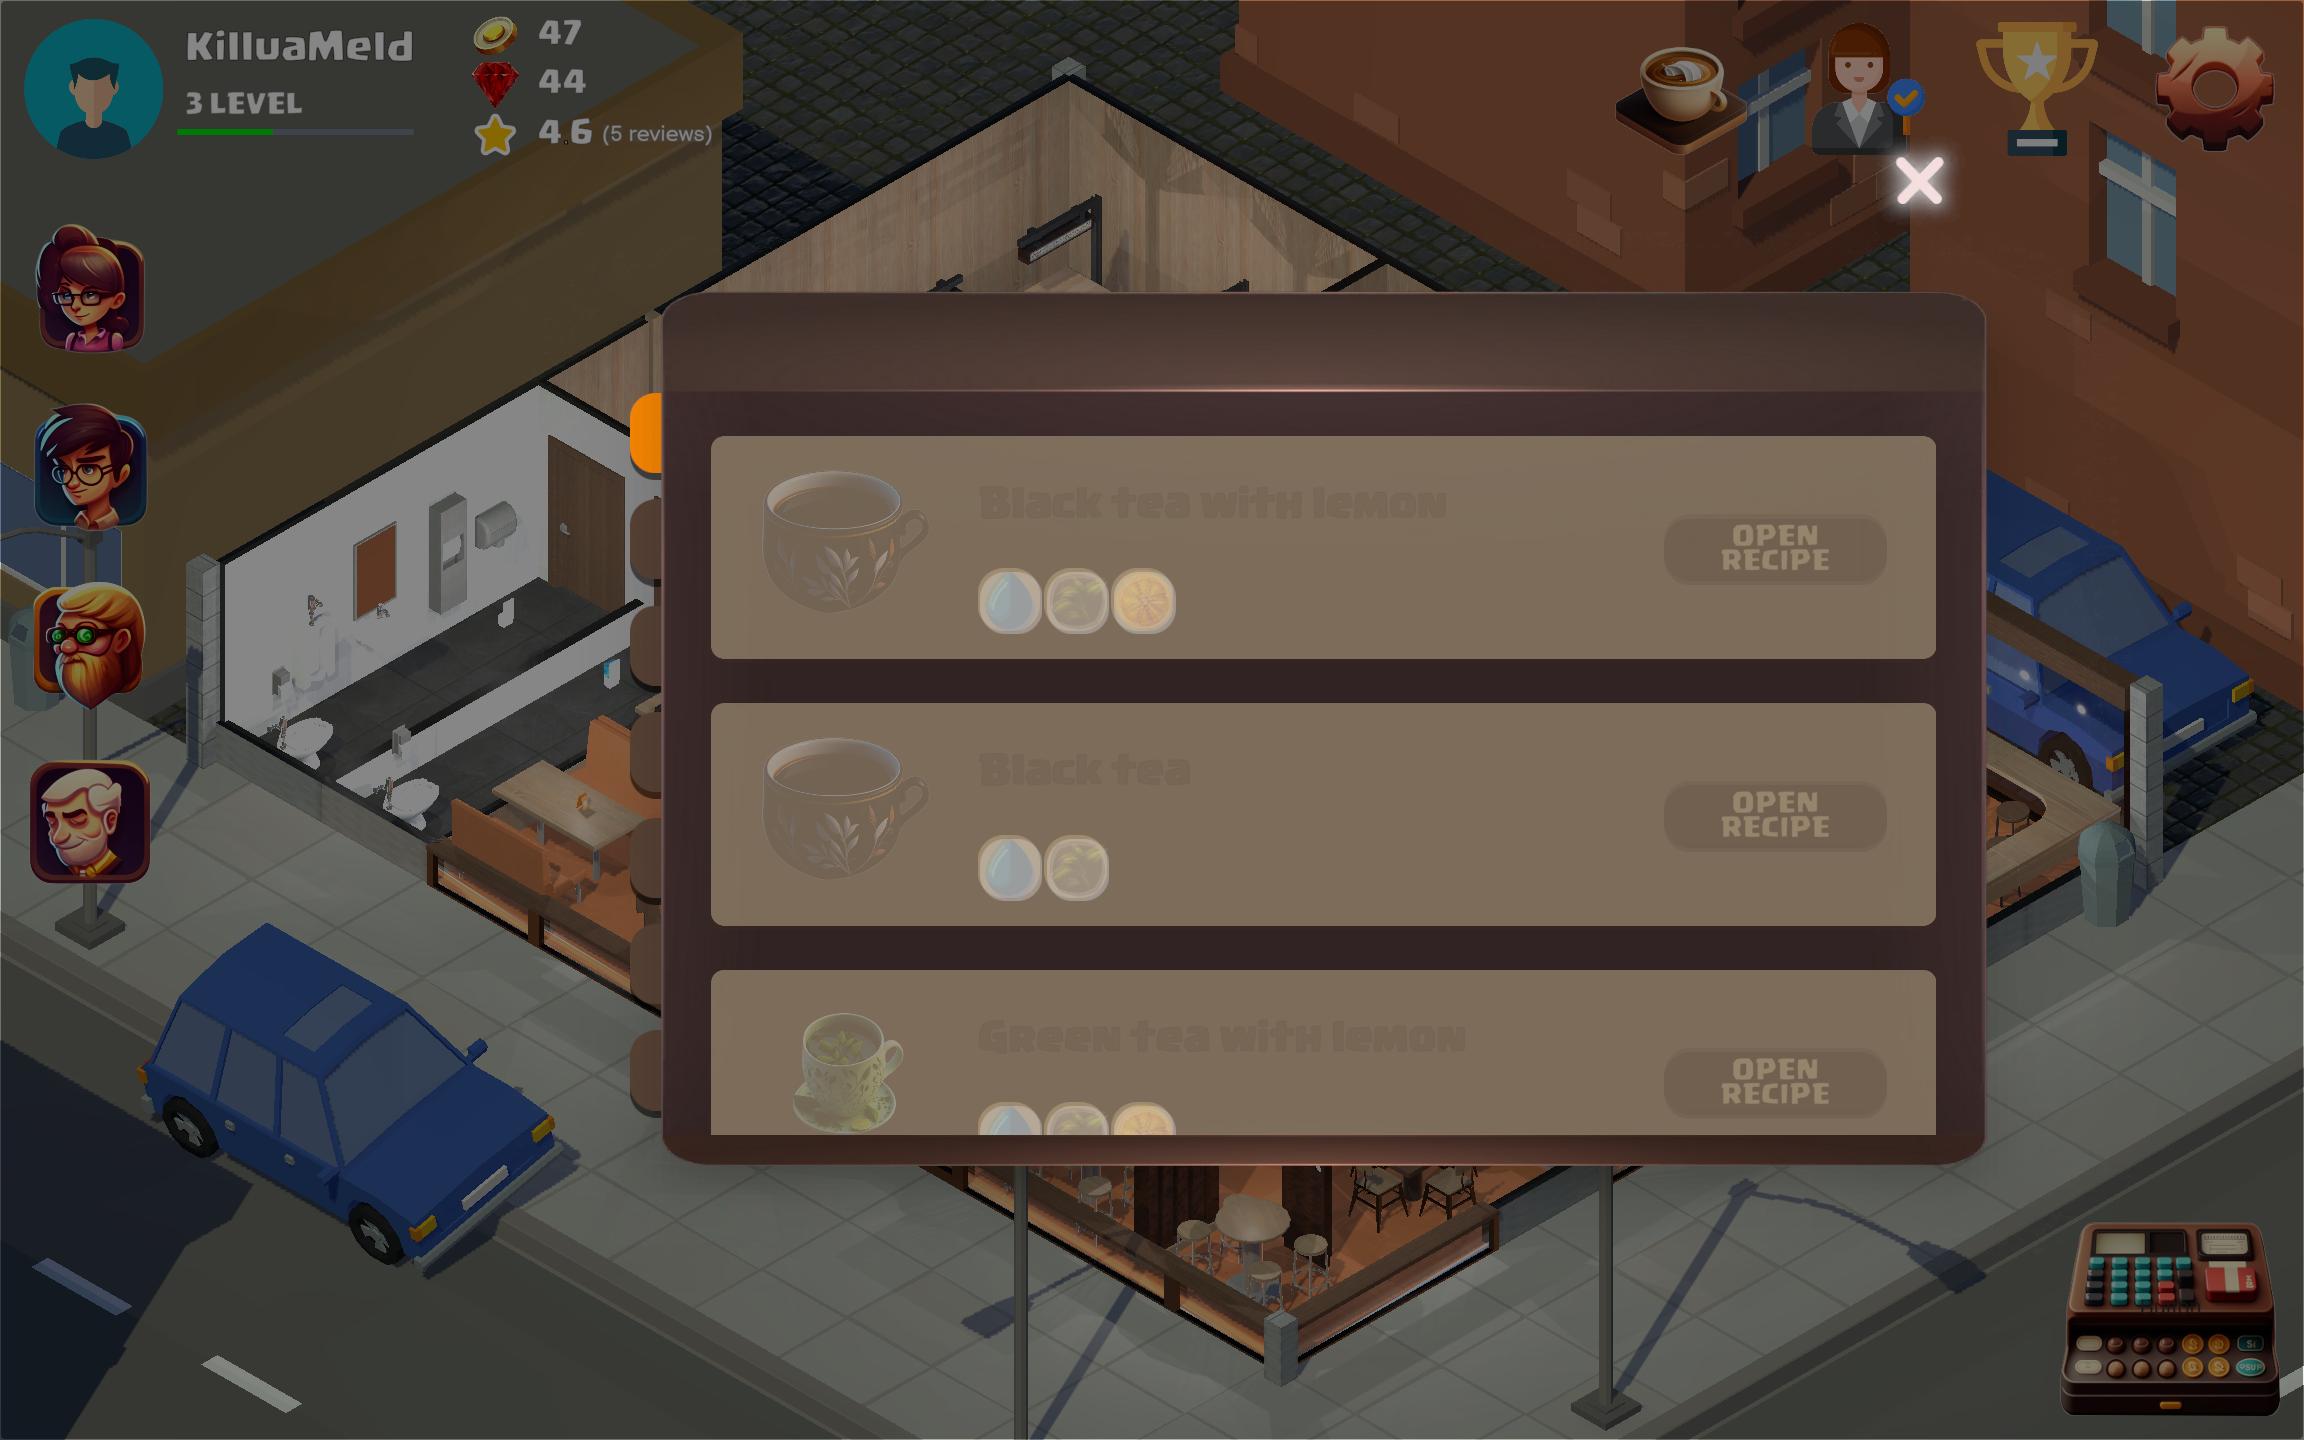 KilluaMeld
3 LEVEL
47
44
4.6 (5 reviews)
Black tea with lemon
OPEN
RECIPE
Black tea
OPEN
RECIPE
Green tea with lemon
OPEN
RECIPE